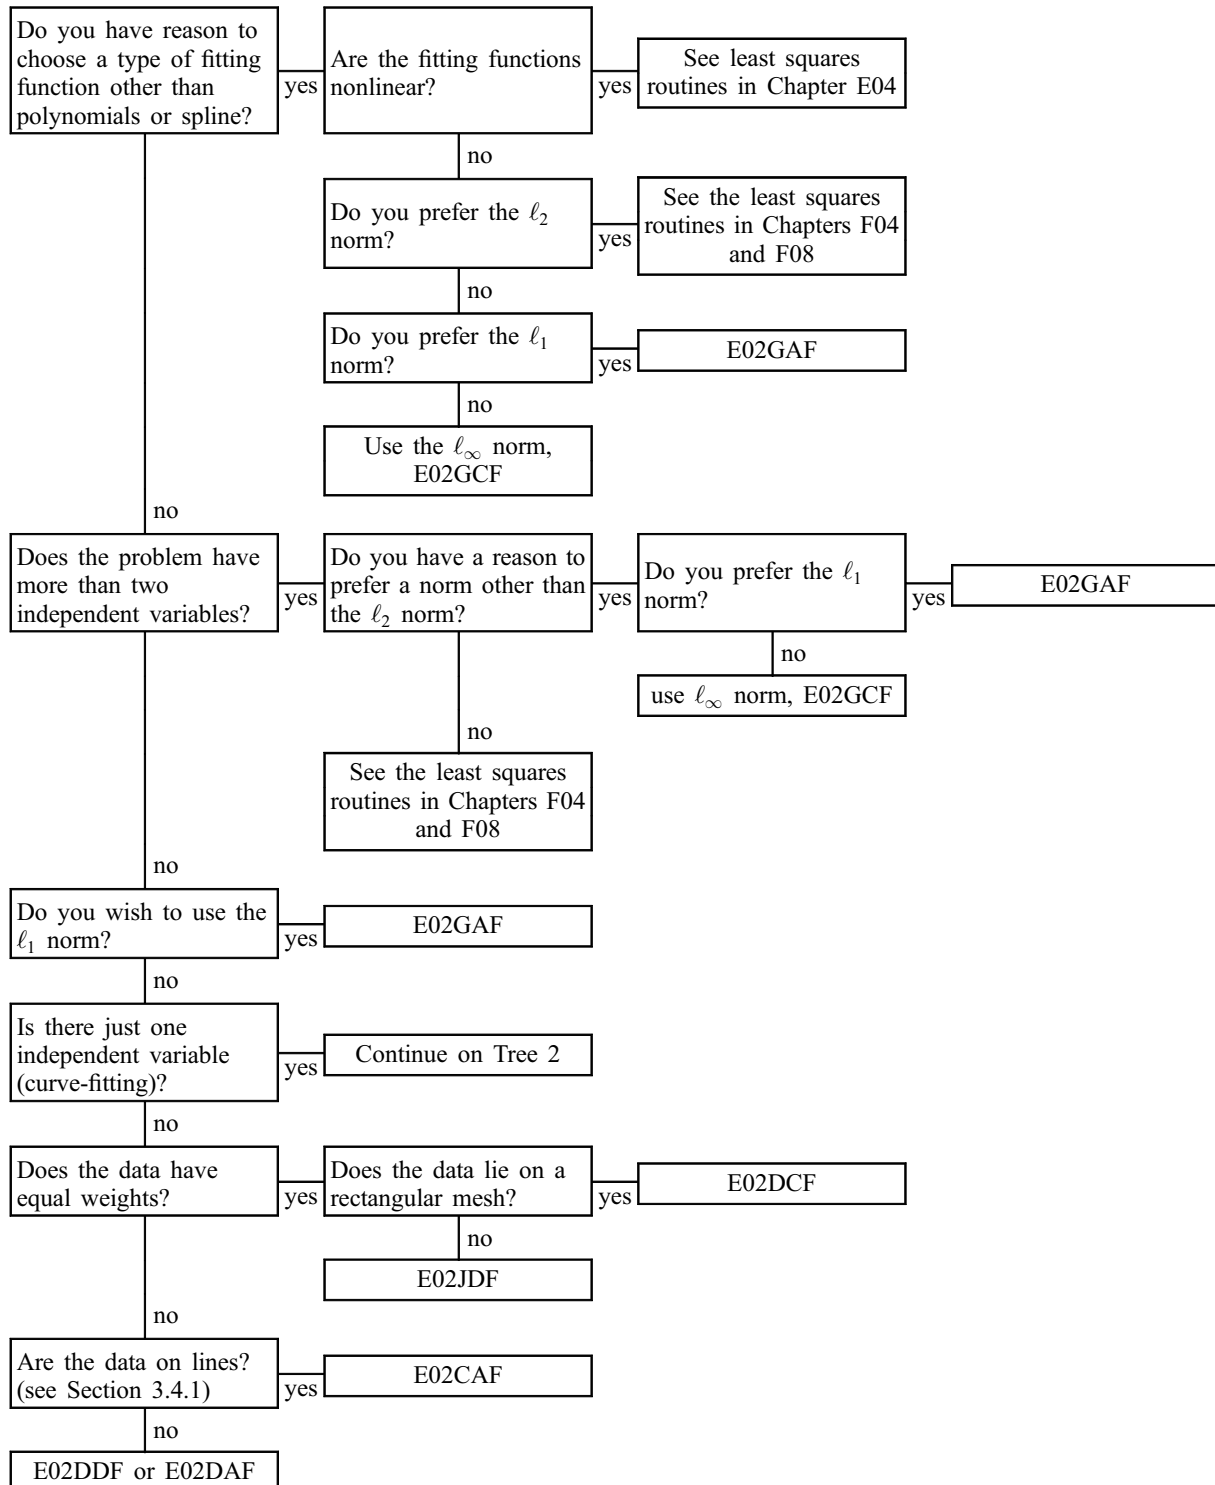 Do you have reason to
choose a type of fitting
function other than
polynomials or spline?
yes
Are the fitting functions
nonlinear?
yes
See least squares
routines in Chapter E04
no
Do you prefer the ℓ₂
norm?
yes
See the least squares
routines in Chapters F04
and F08
no
Do you prefer the ℓ₁
norm?
yes
E02GAF
no
Use the ℓ∞ norm,
E02GCF
no
Does the problem have
more than two
independent variables?
yes
Do you have a reason to
prefer a norm other than
the ℓ₂ norm?
yes
Do you prefer the ℓ₁
norm?
yes
E02GAF
no
use ℓ∞ norm, E02GCF
no
See the least squares
routines in Chapters F04
and F08
no
Do you wish to use the
ℓ₁ norm?
yes
E02GAF
no
Is there just one
independent variable
(curve-fitting)?
yes
Continue on Tree 2
no
Does the data have
equal weights?
yes
Does the data lie on a
rectangular mesh?
yes
E02DCF
no
E02JDF
no
Are the data on lines?
(see Section 3.4.1)
yes
E02CAF
no
E02DDF or E02DAF